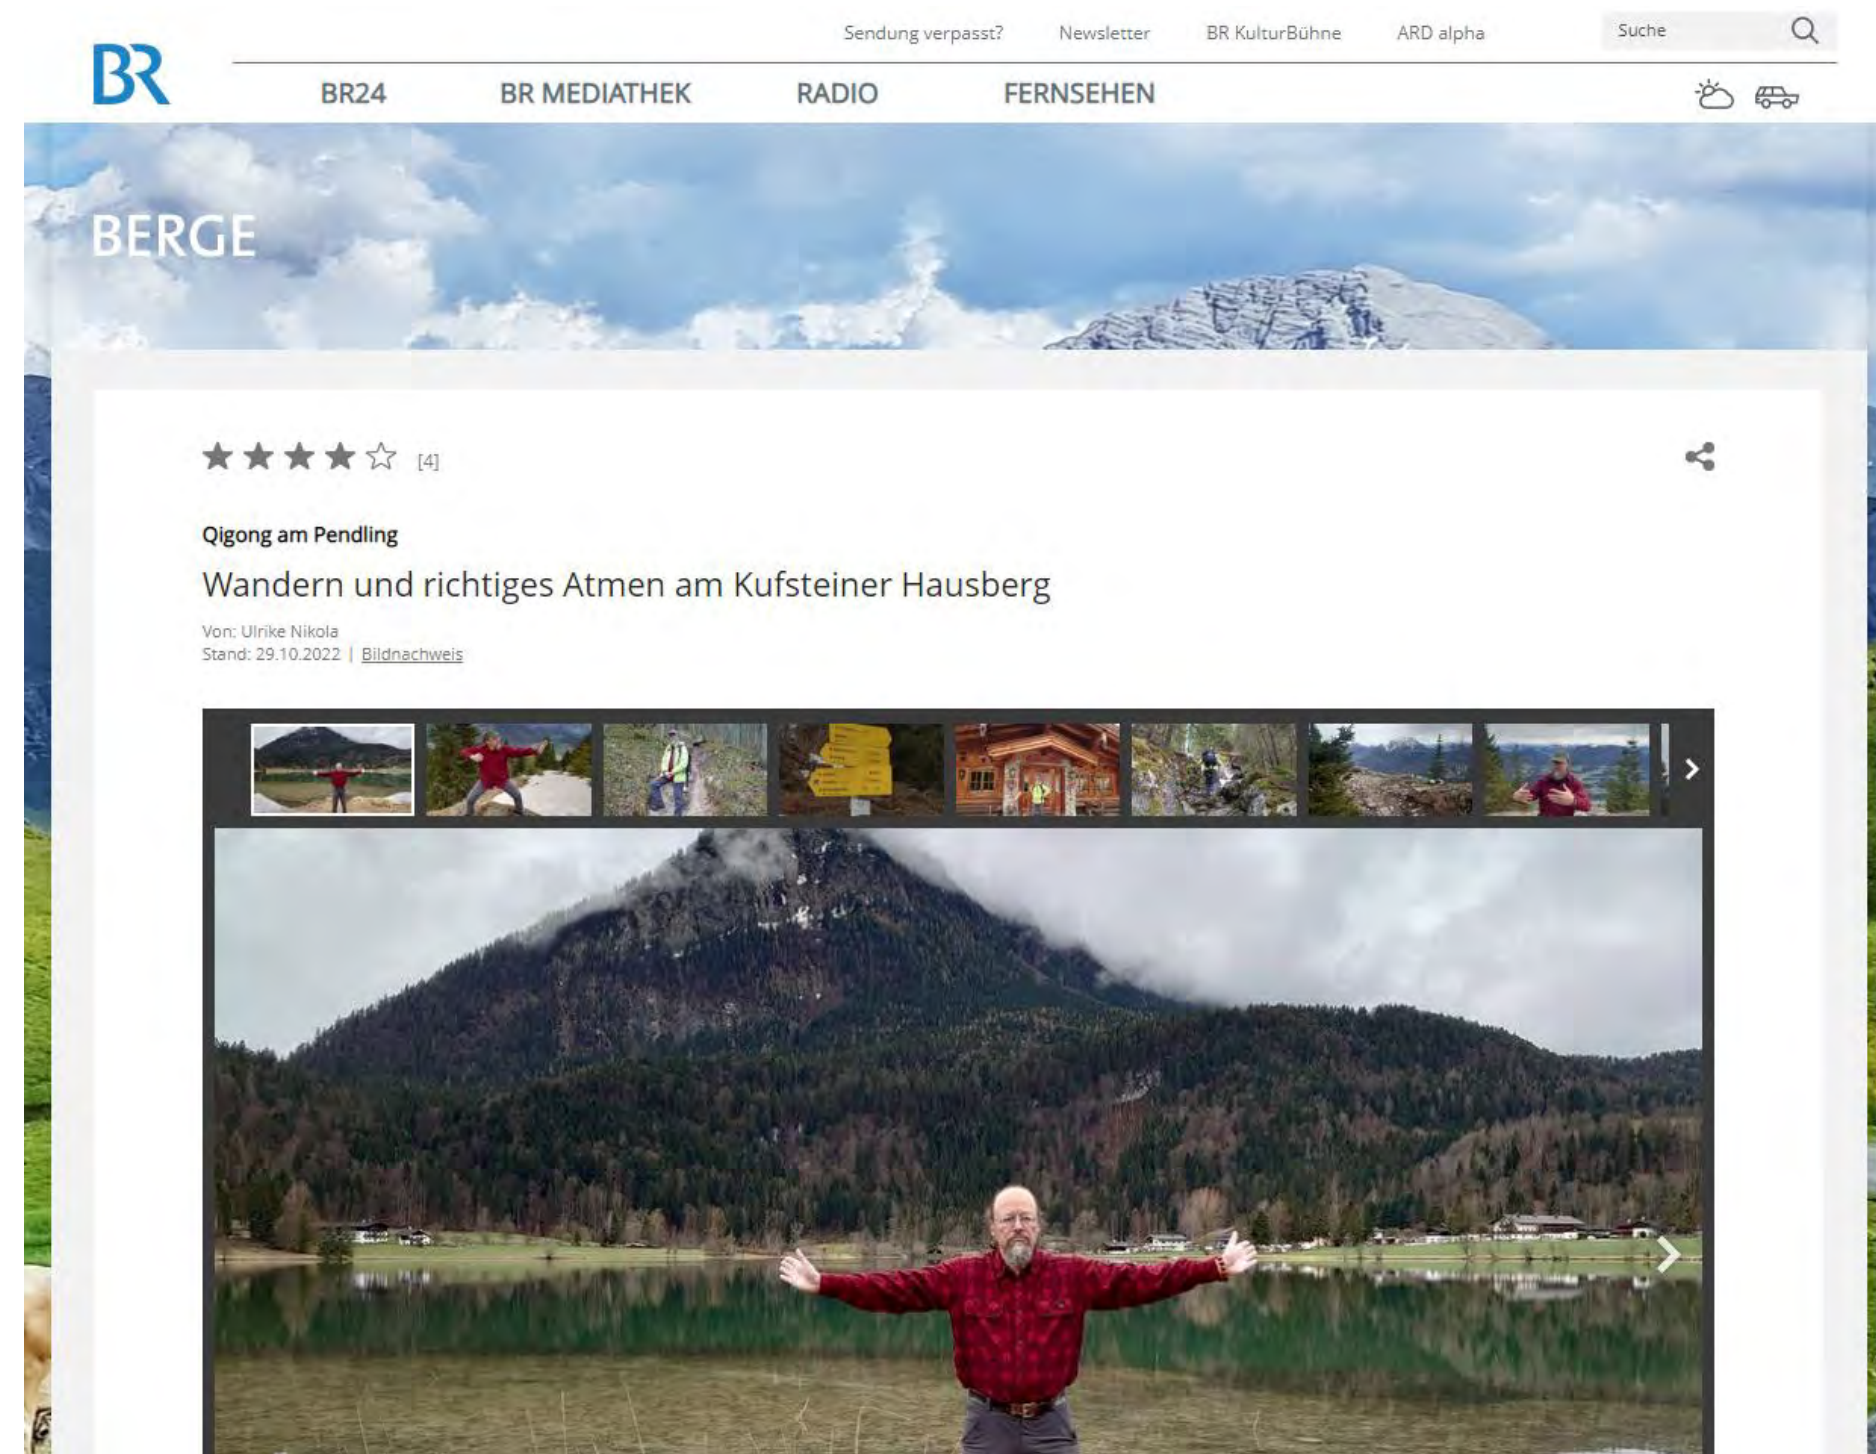 Sendung verpasst? Newsletter BR KulturBühne ARD alpha Suche
BR
BR24 BR MEDIATHEK RADIO FERNSEHEN
BERGE
[4]
Qigong am Pendling
Wandern und richtiges Atmen am Kufsteiner Hausberg
Von: Ulrike Nikola
Stand: 29.10.2022 | Bildnachweis